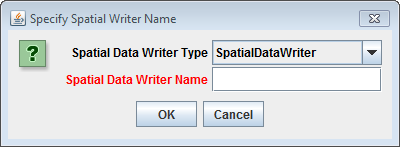 Specify Spatial Writer Name
?
Spatial Data Writer Type SpatialDataWriter
Spatial Data Writer Name
OK Cancel